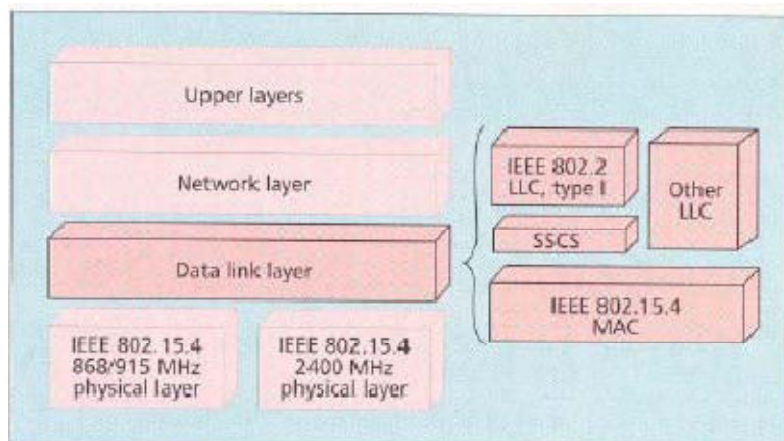 Upper layers
Network layer
Data link layer
IEEE 802.15.4
868/915 MHz
physical layer
IEEE 802.15.4
2400 MHz
physical layer
IEEE 802.2
LLC, type I
SSCS
Other
LLC
IEEE 802.15.4
MAC